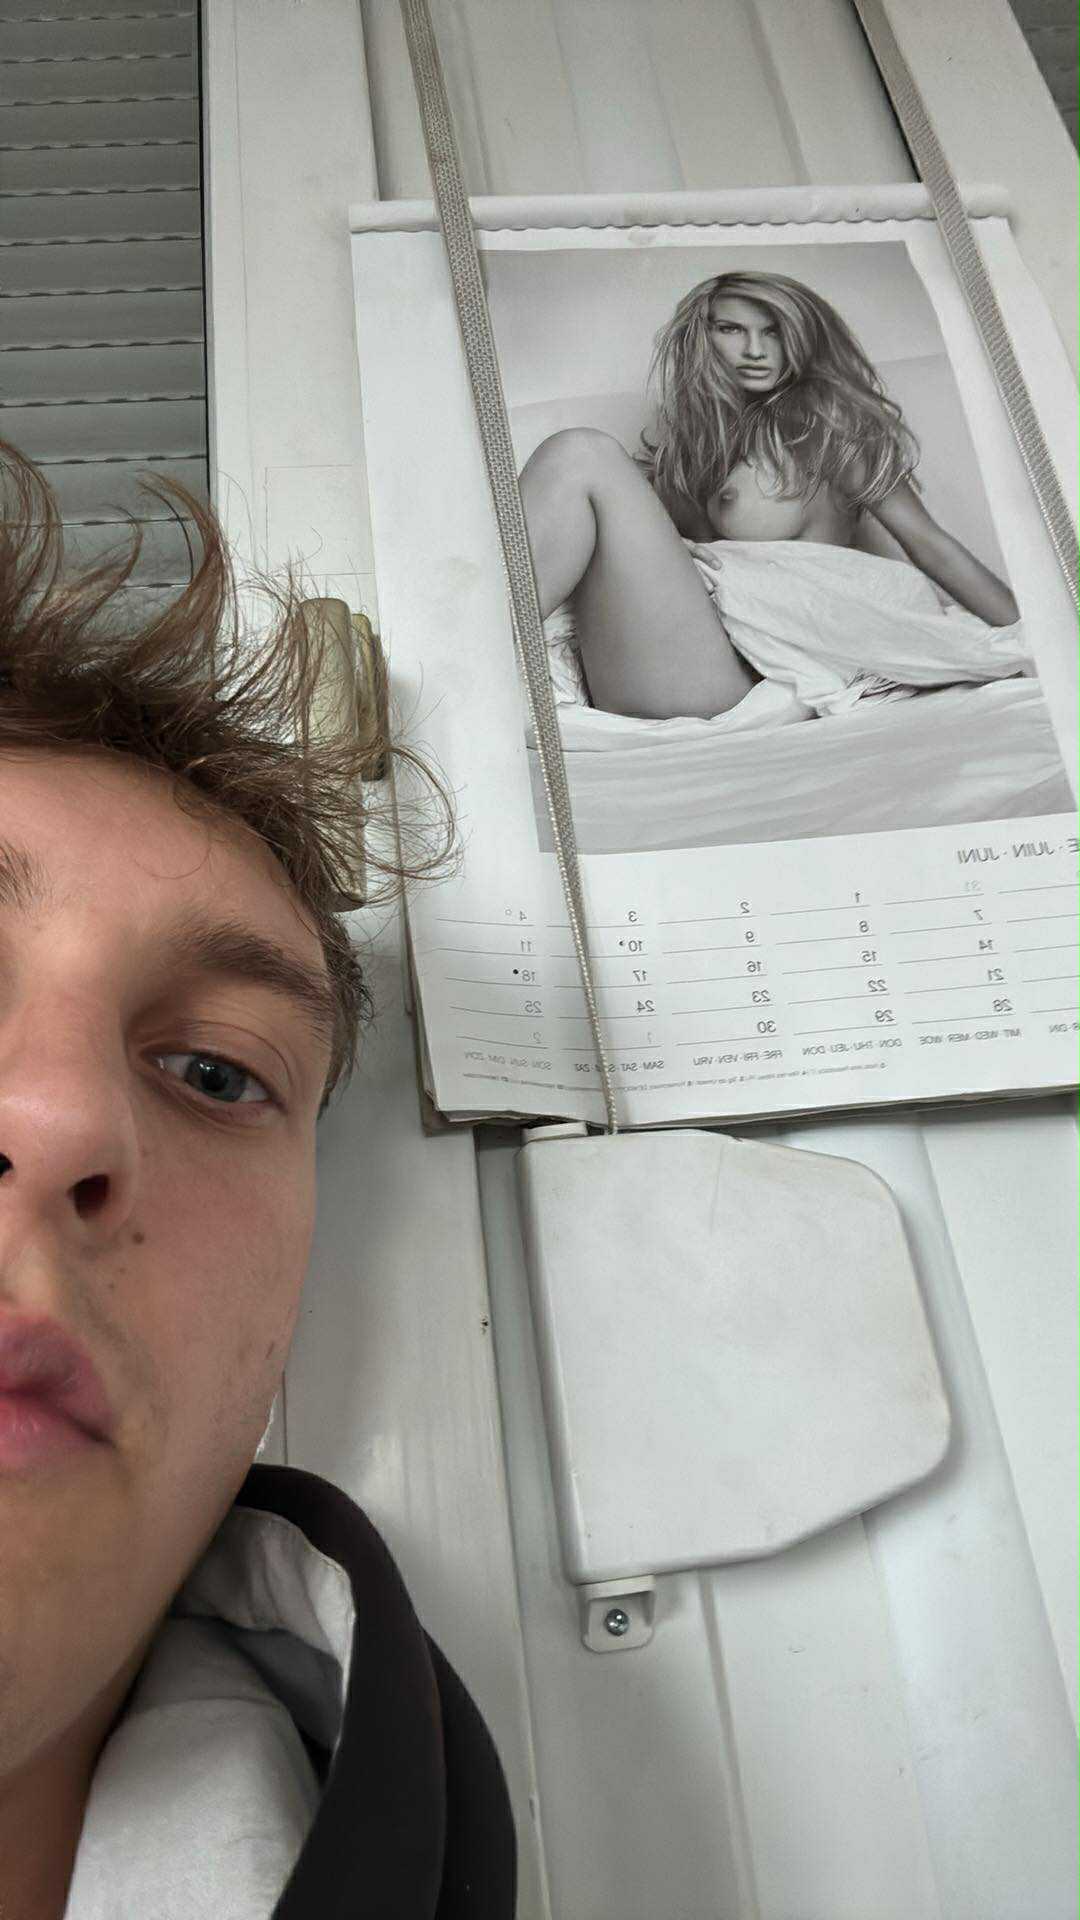 · JUIN · JUNI
31 1 2 3 4
7 8 9 10 11
14 15 16 17 18
21 22 23 24 25
28 29 30 1 2
MIT·WED·MER·WOE DON·THU·JEU·DON FRE·FRI·VEN·VRIJ SAM·SAT· ZAT SON·SUN·DIM·ZON